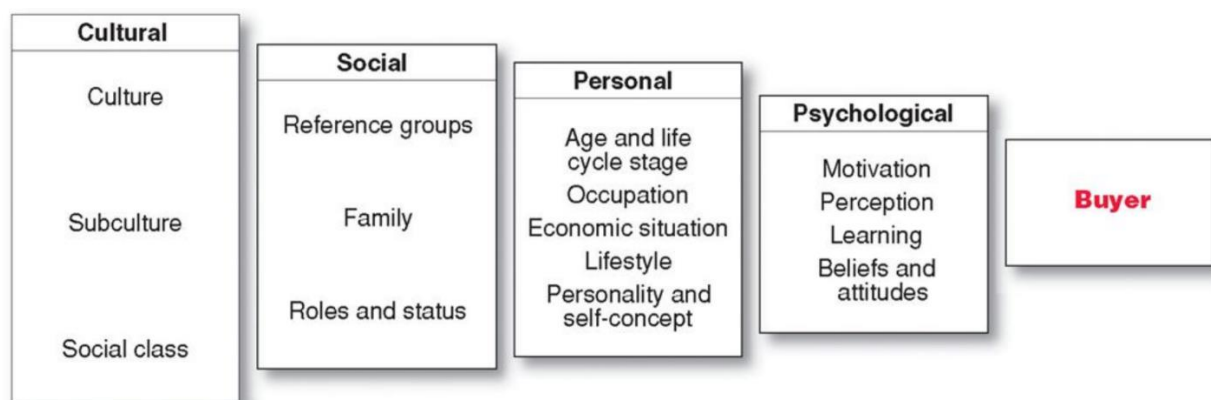 Cultural
Culture
Subculture
Social class
Social
Reference groups
Family
Roles and status
Personal
Age and life
cycle stage
Occupation
Economic situation
Lifestyle
Personality and
self-concept
Psychological
Motivation
Perception
Learning
Beliefs and
attitudes
Buyer